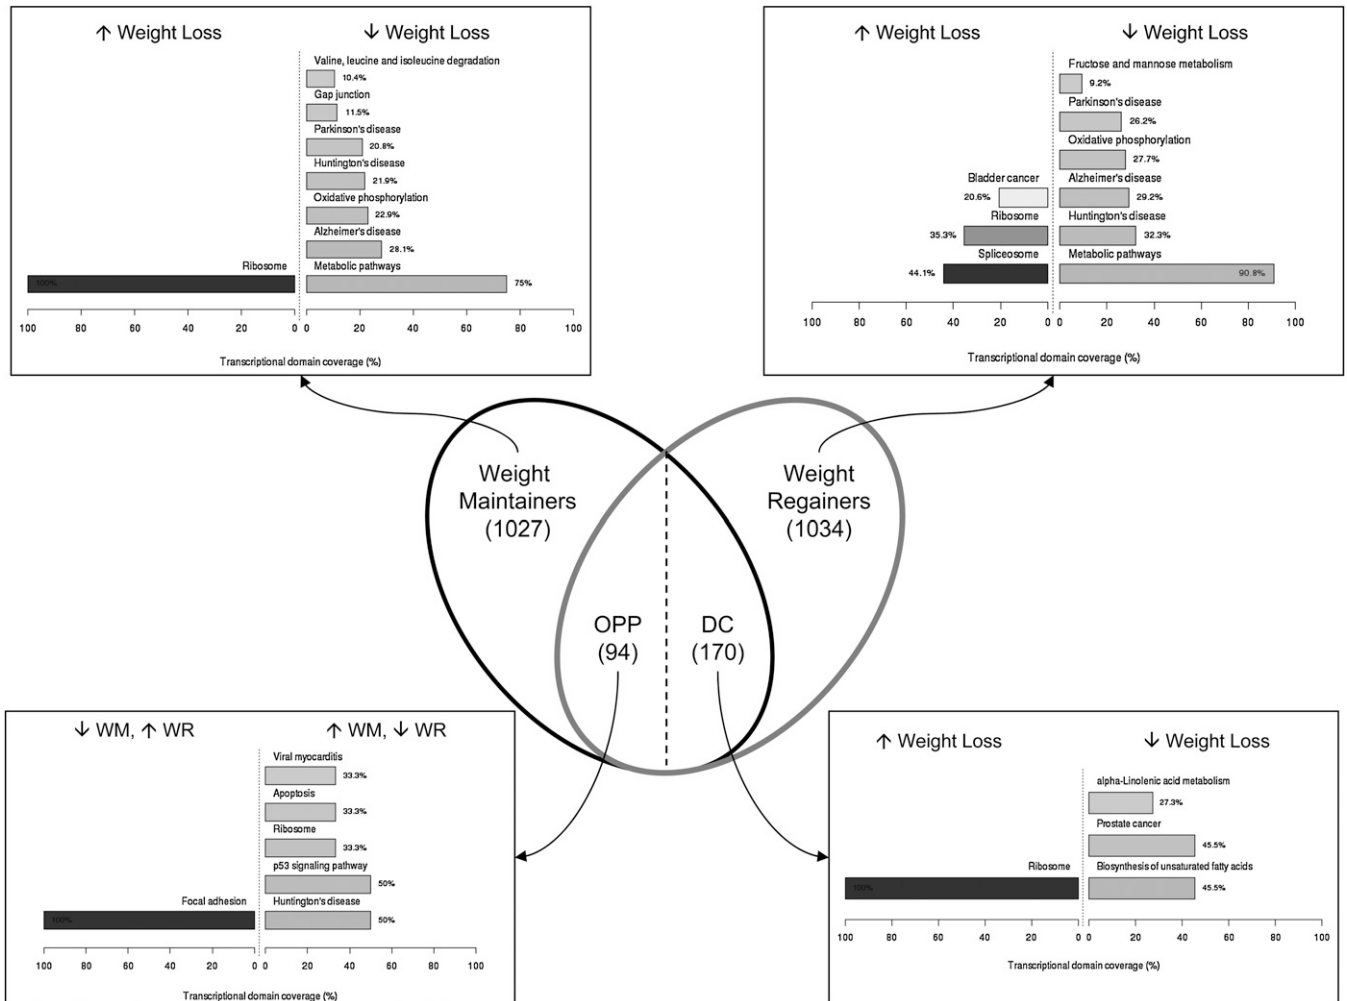 ↑ Weight Loss ↓ Weight Loss
Valine, leucine and isoleucine degradation
10.4%
Gap junction
11.5%
Parkinson's disease
20.8%
Huntington's disease
21.9%
Oxidative phosphorylation
22.9%
Alzheimer's disease
28.1%
Ribosome Metabolic pathways
100% 75%
100 80 60 40 20 0 0 20 40 60 80 100
Transcriptional domain coverage (%)
↑ Weight Loss ↓ Weight Loss
Fructose and mannose metabolism
9.2%
Parkinson's disease
26.2%
Oxidative phosphorylation
27.7%
Bladder cancer Alzheimer's disease
20.6% 29.2%
Ribosome Huntington's disease
35.3% 32.3%
Spliceosome Metabolic pathways
44.1% 90.8%
100 80 60 40 20 0 0 20 40 60 80 100
Transcriptional domain coverage (%)
Weight
Maintainers
(1027)
Weight
Regainers
(1034)
OPP
(94)
DC
(170)
↓ WM, ↑ WR ↑ WM, ↓ WR
Viral myocarditis
33.3%
Apoptosis
33.3%
Ribosome
33.3%
p53 signaling pathway
50%
Focal adhesion Huntington's disease
100% 50%
100 80 60 40 20 0 0 20 40 60 80 100
Transcriptional domain coverage (%)
↑ Weight Loss ↓ Weight Loss
alpha-Linolenic acid metabolism
27.3%
Prostate cancer
45.5%
Ribosome Biosynthesis of unsaturated fatty acids
100% 45.5%
100 80 60 40 20 0 0 20 40 60 80 100
Transcriptional domain coverage (%)